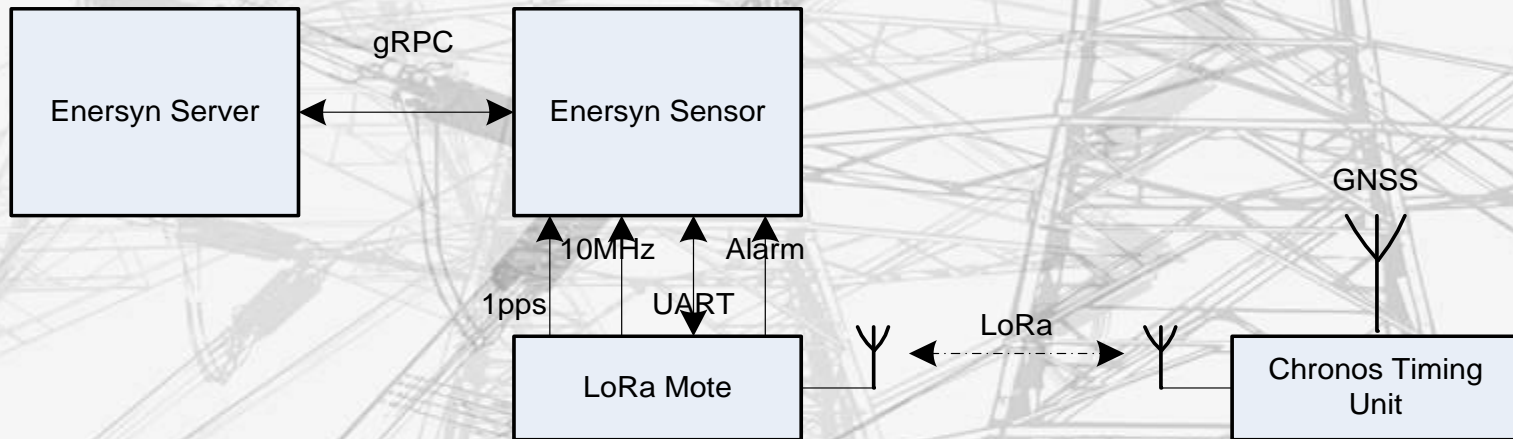 gRPC
Enersyn Server
Enersyn Sensor
GNSS
10MHz
Alarm
1pps
UART
LoRa
LoRa Mote
Chronos Timing
Unit